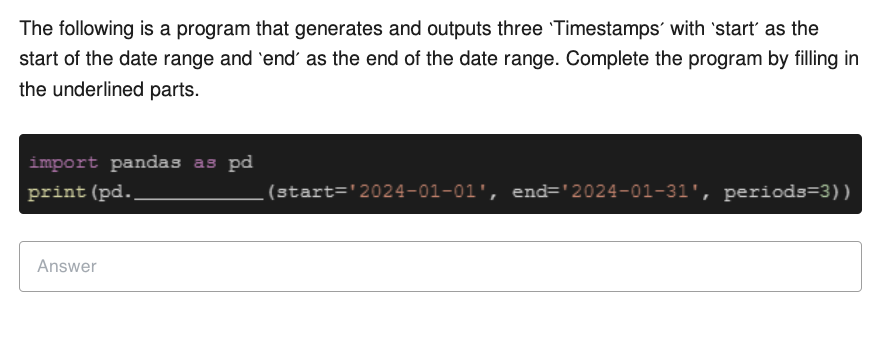 The following is a program that generates and outputs three `Timestamps´ with `start´ as the
start of the date range and `end´ as the end of the date range. Complete the program by filling in
the underlined parts.
import pandas as pd
print(pd.___________(start='2024-01-01', end='2024-01-31', periods=3))
Answer